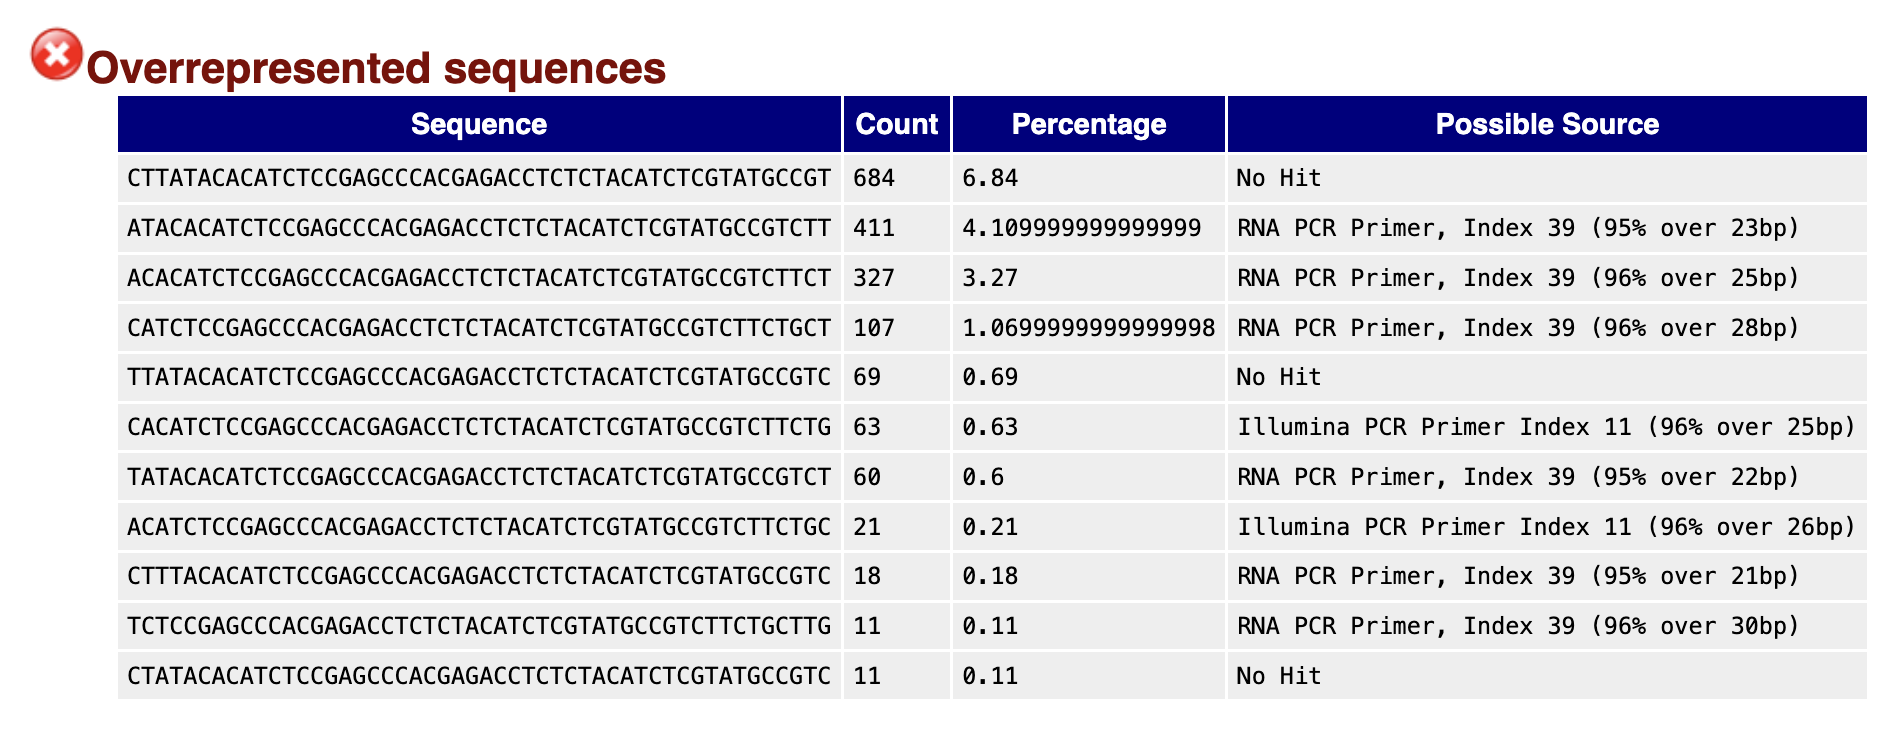 Overrepresented sequences
Sequence Count Percentage Possible Source
CTTATACACATCTCCGAGCCCACGAGACCTCTCTACATCTCGTATGCCGT 684 6.84 No Hit
ATACACATCTCCGAGCCCACGAGACCTCTCTACATCTCGTATGCCGTCTT 411 4.109999999999999 RNA PCR Primer, Index 39 (95% over 23bp)
ACACATCTCCGAGCCCACGAGACCTCTCTACATCTCGTATGCCGTCTTCT 327 3.27 RNA PCR Primer, Index 39 (96% over 25bp)
CATCTCCGAGCCCACGAGACCTCTCTACATCTCGTATGCCGTCTTCTGCT 107 1.0699999999999998 RNA PCR Primer, Index 39 (96% over 28bp)
TTATACACATCTCCGAGCCCACGAGACCTCTCTACATCTCGTATGCCGTC 69 0.69 No Hit
CACATCTCCGAGCCCACGAGACCTCTCTACATCTCGTATGCCGTCTTCTG 63 0.63 Illumina PCR Primer Index 11 (96% over 25bp)
TATACACATCTCCGAGCCCACGAGACCTCTCTACATCTCGTATGCCGTCT 60 0.6 RNA PCR Primer, Index 39 (95% over 22bp)
ACATCTCCGAGCCCACGAGACCTCTCTACATCTCGTATGCCGTCTTCTGC 21 0.21 Illumina PCR Primer Index 11 (96% over 26bp)
CTTTACACATCTCCGAGCCCACGAGACCTCTCTACATCTCGTATGCCGTC 18 0.18 RNA PCR Primer, Index 39 (95% over 21bp)
TCTCCGAGCCCACGAGACCTCTCTACATCTCGTATGCCGTCTTCTGCTTG 11 0.11 RNA PCR Primer, Index 39 (96% over 30bp)
CTATACACATCTCCGAGCCCACGAGACCTCTCTACATCTCGTATGCCGTC 11 0.11 No Hit